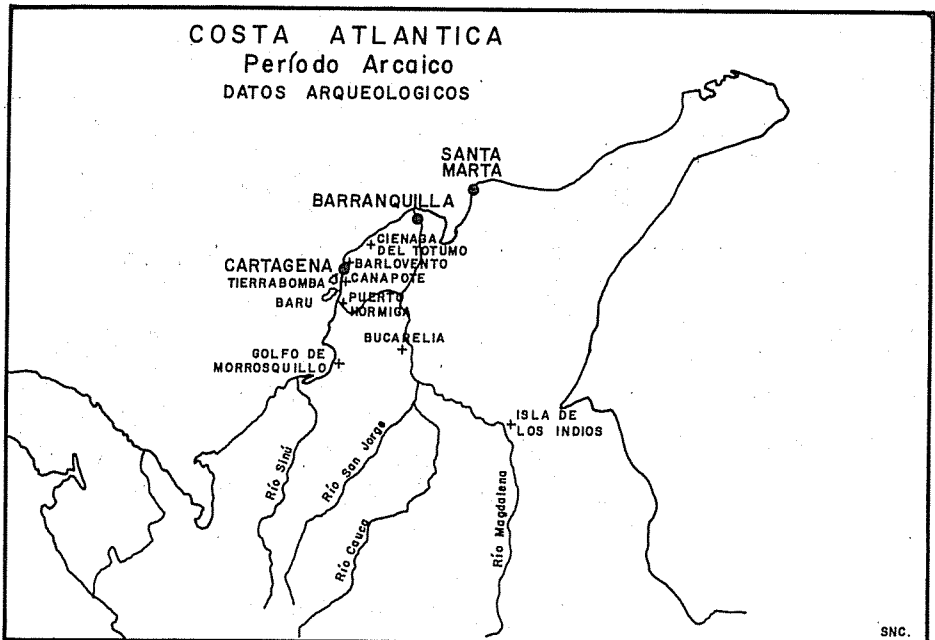 COSTA ATLANTICA
Período Arcaico
DATOS ARQUEOLOGICOS
SANTA
MARTA
BARRANQUILLA
CIENAGA
DEL TOTUMO
CARTAGENA
BARLOVENTO
TIERRABOMBA
CANAPOTE
BARU
PUERTO
HORMIGA
BUCARELIA
GOLFO DE
MORROSQUILLO
ISLA DE
LOS INDIOS
Río Sinú
Río San Jorge
Río Cauca
Río Magdalena
SNC.